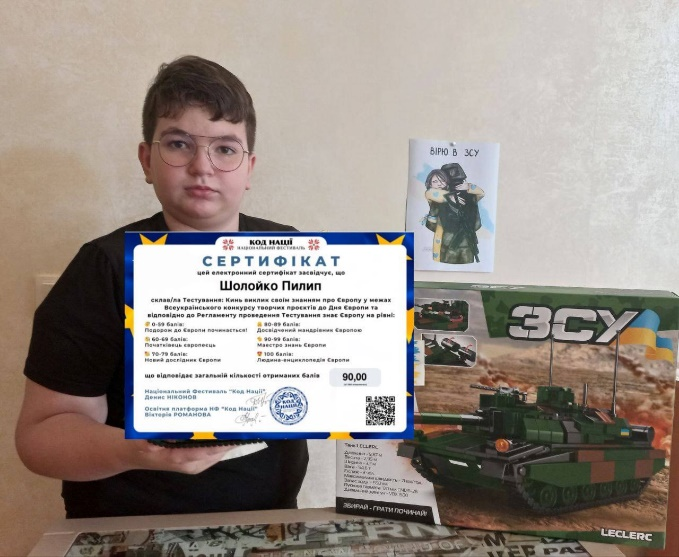 ВІРЮ В ЗСУ
КОД НАЦІЇ
НАЦІОНАЛЬНИЙ ФЕСТИВАЛЬ
СЕРТИФІКАТ
цей електронний сертифікат засвідчує, що
Шолойко Пилип
склав/ла Тестування: Кинь виклик своїм знанням про Європу у межах
Всеукраїнського конкурсу творчих проєктів до Дня Європи та
відповідно до Регламенту проведення Тестування знає Європу на рівні:
0-59 балів:
Подорож до Європи починається!
60-69 балів:
Початківець європеєць
70-79 балів:
Новий дослідник Європи
80-89 балів:
Досвідчений мандрівник Європою
90-99 балів:
Маестро знань Європи
100 балів:
Людина-енциклопедія Європи
що відповідає загальній кількості отриманих балів
90,00
Національний Фестиваль "Код Нації"
Денис НІКОНОВ
Освітня платформа НФ "Код Нації"
Вікторія РОМАНОВА
КОД
НАЦІЇ
ЗСУ
ЗБИРАЙ - ГРАТИ ПОЧИНАЙ!
LECLERC